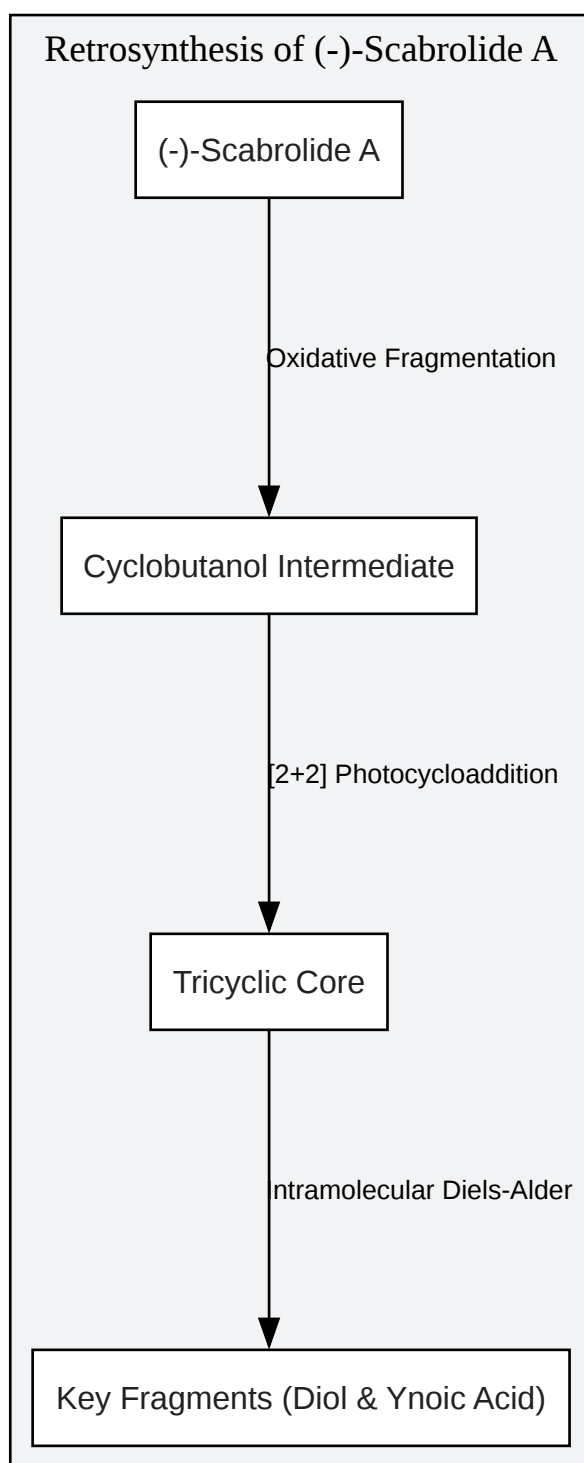 Retrosynthesis of (-)-Scabrolide A
(-)-Scabrolide A
Oxidative Fragmentation
Cyclobutanol Intermediate
[2+2] Photocycloaddition
Tricyclic Core
Intramolecular Diels-Alder
Key Fragments (Diol & Ynoic Acid)